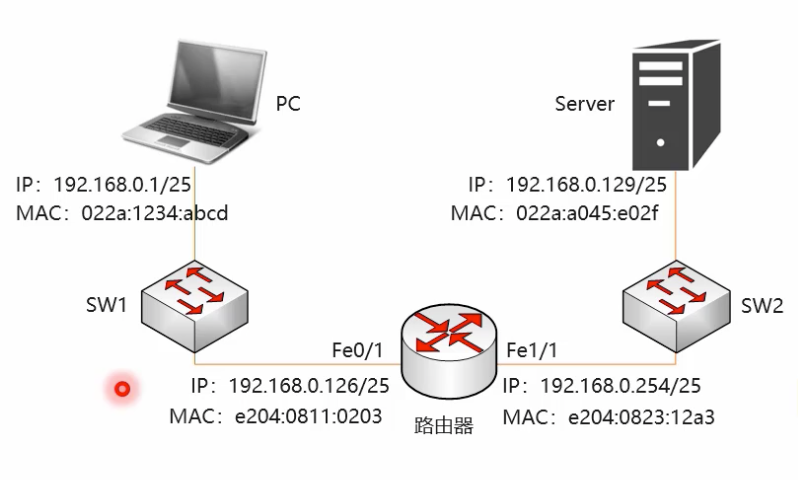 PC
Server
IP：192.168.0.1/25
MAC：022a:1234:abcd
IP：192.168.0.129/25
MAC：022a:a045:e02f
SW1
SW2
Fe0/1
Fe1/1
IP：192.168.0.126/25
MAC：e204:0811:0203
IP：192.168.0.254/25
MAC：e204:0823:12a3
路由器